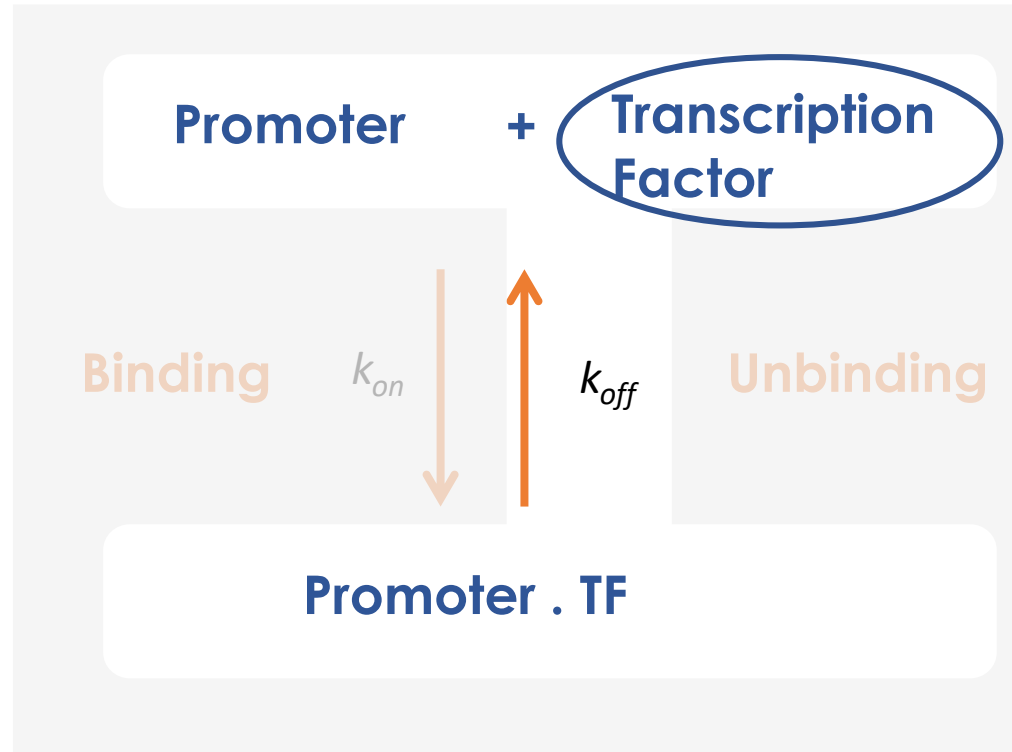 Promoter + Transcription
Factor
Binding kon koff Unbinding
Promoter . TF